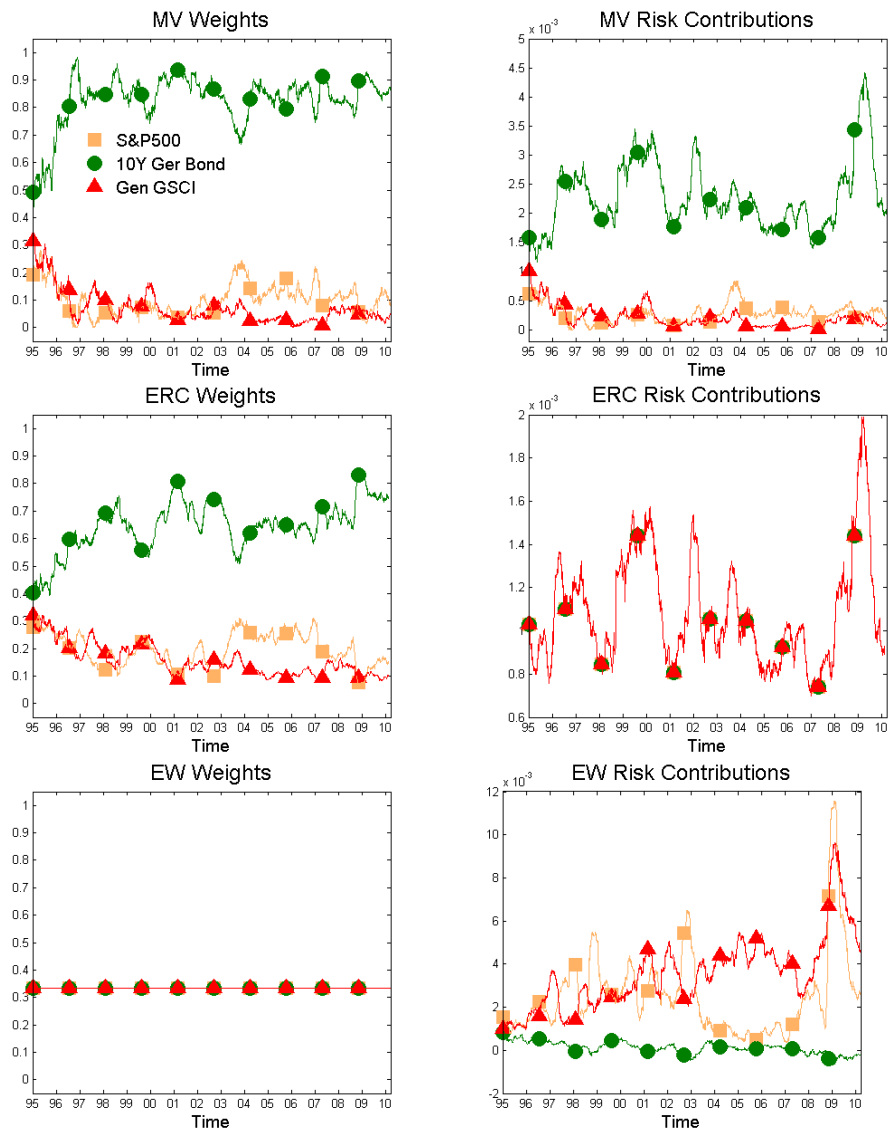 MV Weights
1
0.9
0.8
0.7
0.6
0.5
0.4
0.3
0.2
0.1
0
S&P500
10Y Ger Bond
Gen GSCI
95 96 97 98 99 00 01 02 03 04 05 06 07 08 09 10
Time
MV Risk Contributions
x 10⁻³
5
4.5
4
3.5
3
2.5
2
1.5
1
0.5
0
95 96 97 98 99 00 01 02 03 04 05 06 07 08 09 10
Time
ERC Weights
1
0.9
0.8
0.7
0.6
0.5
0.4
0.3
0.2
0.1
0
95 96 97 98 99 00 01 02 03 04 05 06 07 08 09 10
Time
ERC Risk Contributions
x 10⁻³
2
1.8
1.6
1.4
1.2
1
0.8
0.6
95 96 97 98 99 00 01 02 03 04 05 06 07 08 09 10
Time
EW Weights
1
0.9
0.8
0.7
0.6
0.5
0.4
0.3
0.2
0.1
0
95 96 97 98 99 00 01 02 03 04 05 06 07 08 09 10
Time
EW Risk Contributions
x 10⁻³
12
10
8
6
4
2
0
-2
95 96 97 98 99 00 01 02 03 04 05 06 07 08 09 10
Time